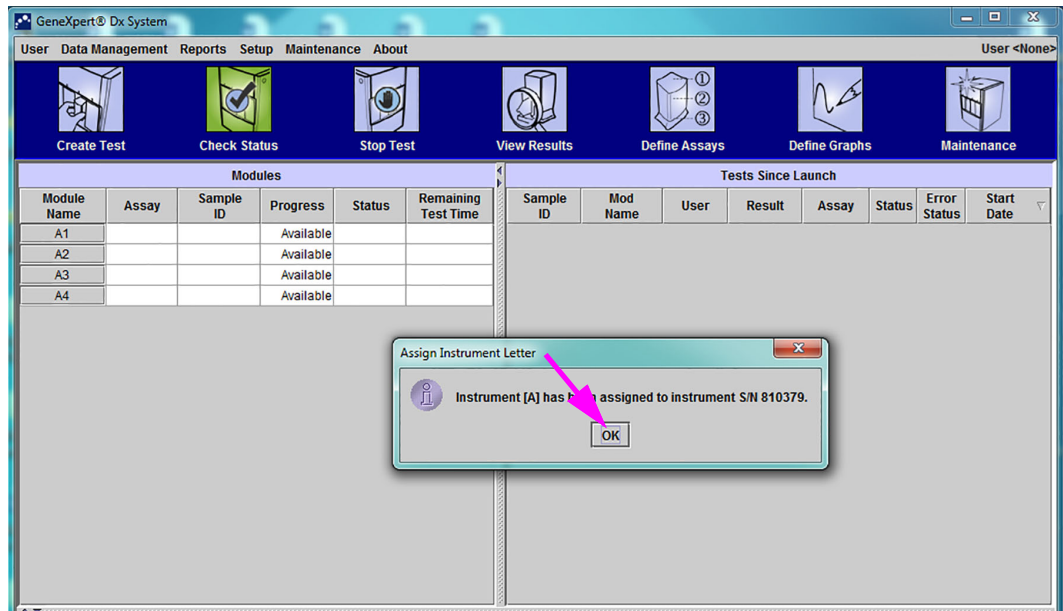 GeneXpert® Dx System
User Data Management Reports Setup Maintenance About User <None>
① ② ③
Create Test Check Status Stop Test View Results Define Assays Define Graphs Maintenance
Modules
Module Name Assay Sample ID Progress Status Remaining Test Time
A1 Available
A2 Available
A3 Available
A4 Available
Tests Since Launch
Sample ID Mod Name User Result Assay Status Error Status Start Date
Assign Instrument Letter
Instrument [A] has assigned to instrument S/N 810379.
OK